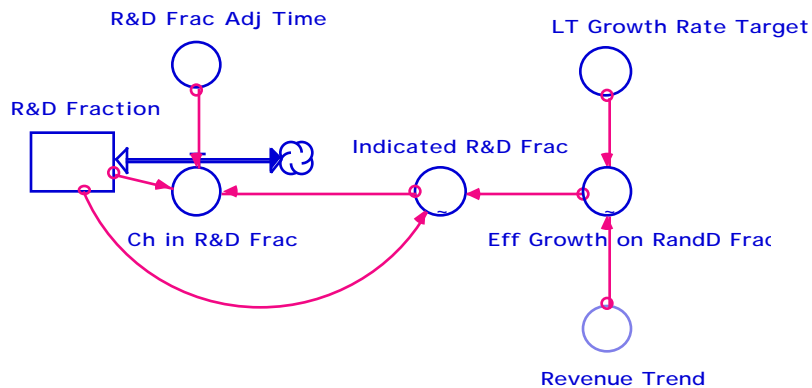 R&D Frac Adj Time
LT Growth Rate Target
R&D Fraction
Indicated R&D Frac
~
~
Ch in R&D Frac
Eff Growth on RandD Frac
Revenue Trend